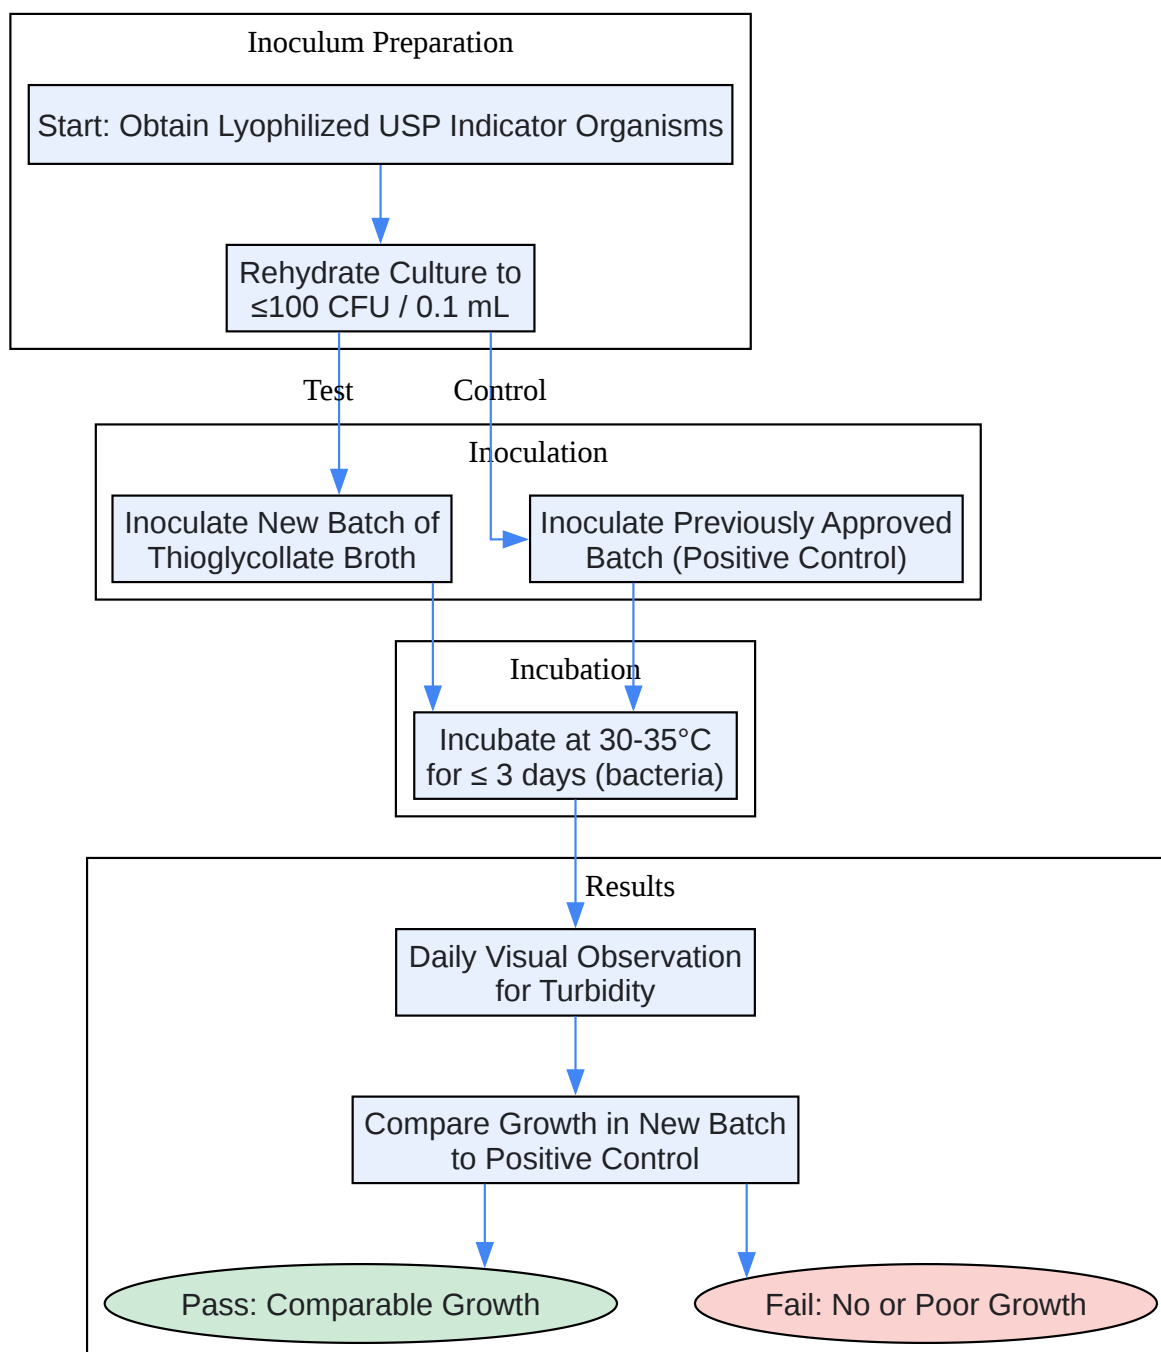 Inoculum Preparation
Start: Obtain Lyophilized USP Indicator Organisms
Rehydrate Culture to
≤100 CFU / 0.1 mL
Test
Control
Inoculation
Inoculate New Batch of
Thioglycollate Broth
Inoculate Previously Approved
Batch (Positive Control)
Incubation
Incubate at 30-35°C
for ≤ 3 days (bacteria)
Results
Daily Visual Observation
for Turbidity
Compare Growth in New Batch
to Positive Control
Pass: Comparable Growth
Fail: No or Poor Growth